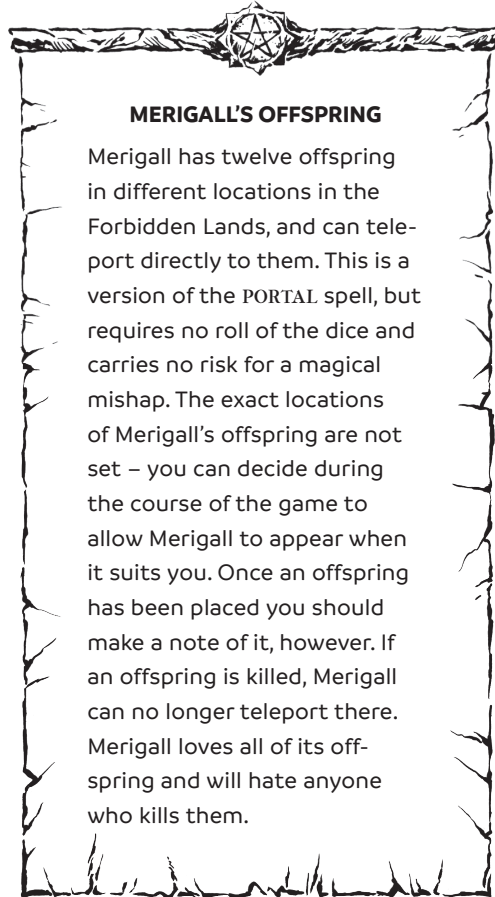 MERIGALL’S OFFSPRING
Merigall has twelve offspring
in different locations in the
Forbidden Lands, and can tele-
port directly to them. This is a
version of the PORTAL spell, but
requires no roll of the dice and
carries no risk for a magical
mishap. The exact locations
of Merigall’s offspring are not
set – you can decide during
the course of the game to
allow Merigall to appear when
it suits you. Once an offspring
has been placed you should
make a note of it, however. If
an offspring is killed, Merigall
can no longer teleport there.
Merigall loves all of its off-
spring and will hate anyone
who kills them.